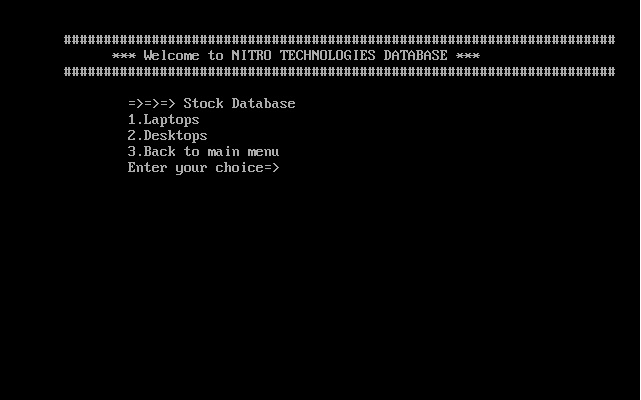 #####################################################################
*** Welcome to NITRO TECHNOLOGIES DATABASE ***
#####################################################################
=>=>=> Stock Database
1.Laptops
2.Desktops
3.Back to main menu
Enter your choice=>